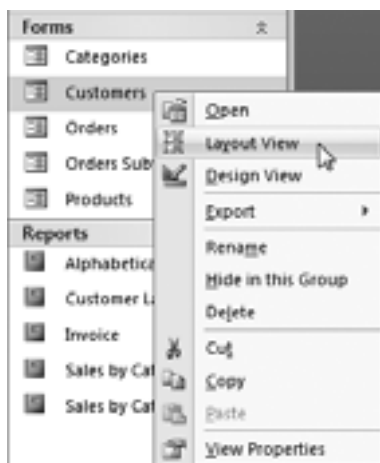 Forms
Categories
Customers
Orders
Orders Sub
Products
Reports
Alphabetica
Customer La
Invoice
Sales by Cat
Sales by Cat
Open
Layout View
Design View
Export
Rename
Hide in this Group
Delete
Cut
Copy
Paste
View Properties